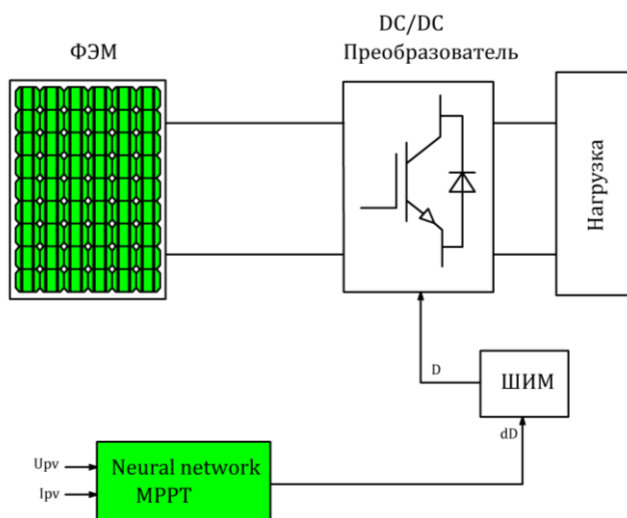 ФЭМ
DC/DC
Преобразователь
Нагрузка
D
ШИМ
dD
Upv
Ipv
Neural network
MPPT